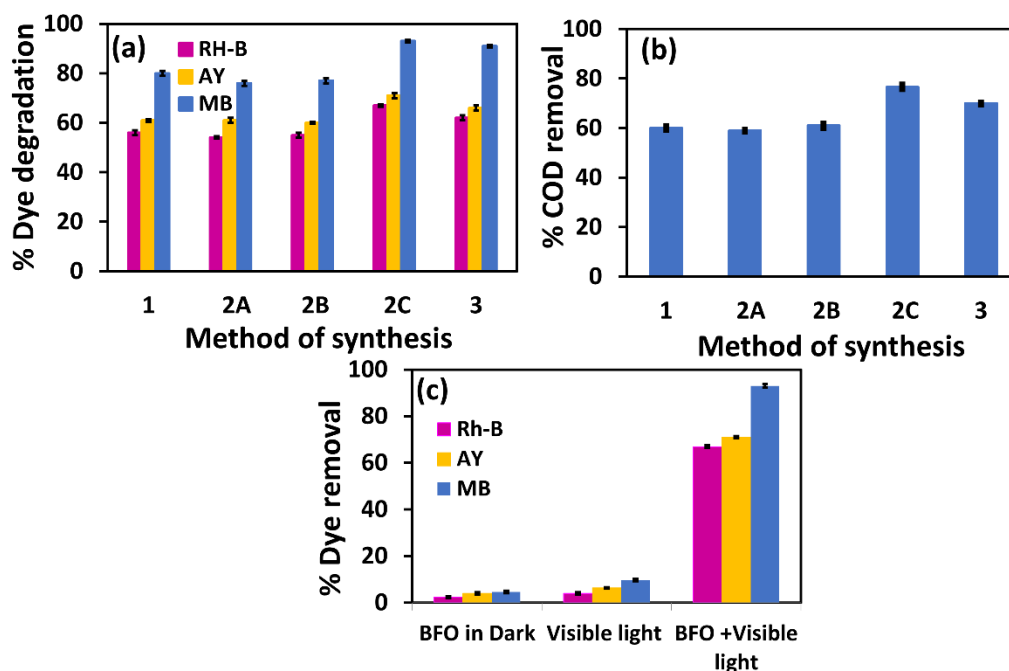 (a)
% Dye degradation
100
80
60
40
20
0
RH-B
AY
MB
1 2A 2B 2C 3
Method of synthesis
(b)
% COD removal
100
80
60
40
20
0
1 2A 2B 2C 3
Method of synthesis
(c)
% Dye removal
100
80
60
40
20
0
Rh-B
AY
MB
BFO in Dark Visible light BFO +Visible
light